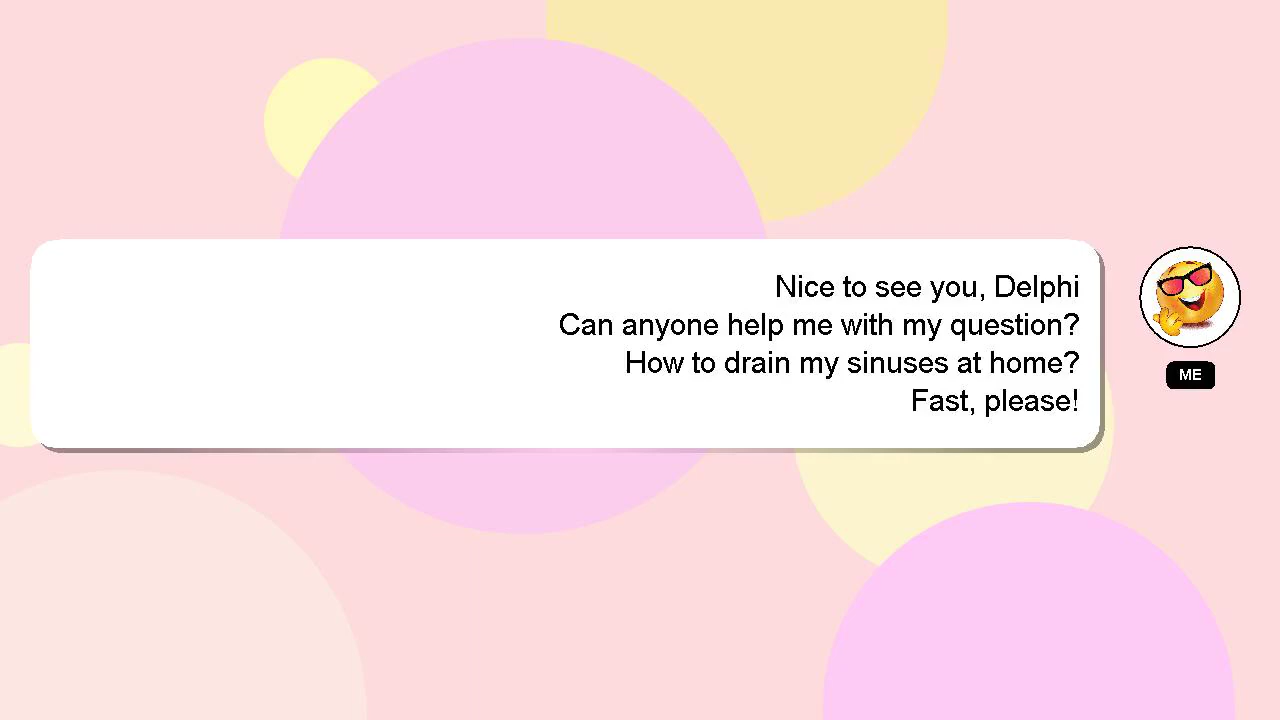 Nice to see you, Delphi
Can anyone help me with my question?
How to drain my sinuses at home?
Fast, please!
ME